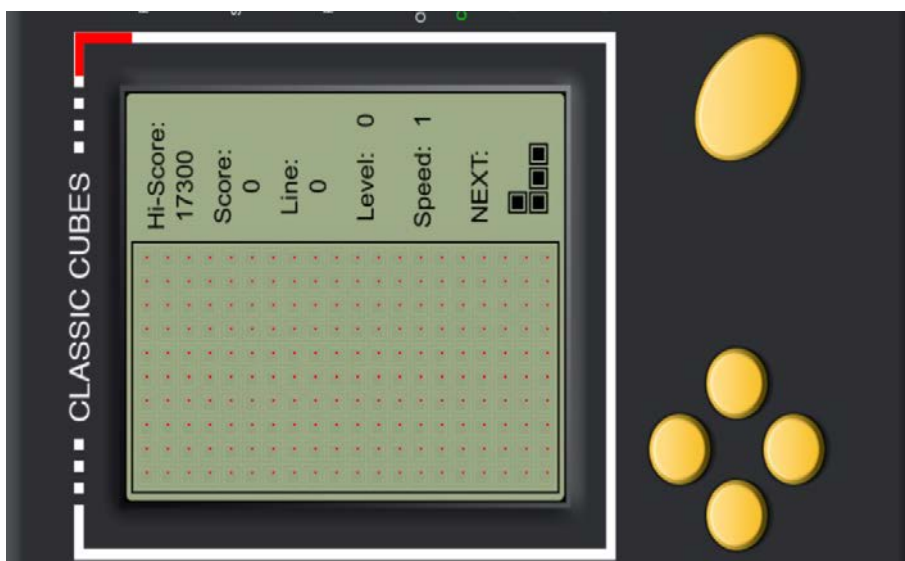 CLASSIC CUBES
Hi-Score:
17300
Score:
0
Line:
0
Level: 0
Speed: 1
NEXT: